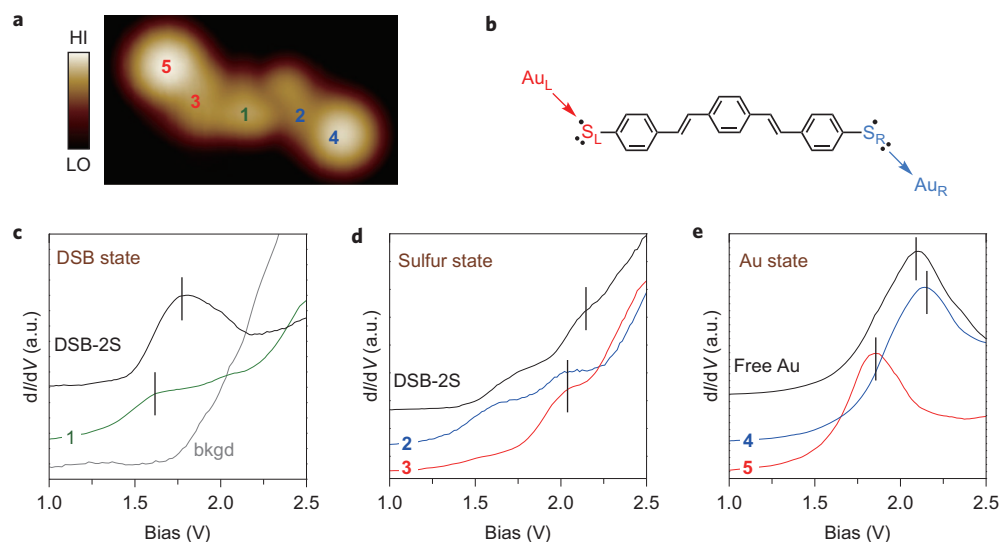 a
HI
LO
5
3
1
2
4
b
Au_L
S_L
S_R
Au_R
c
DSB state
DSB-2S
1
bkgd
dI/dV (a.u.)
1.0 1.5 2.0 2.5
Bias (V)
d
Sulfur state
DSB-2S
2
3
dI/dV (a.u.)
1.0 1.5 2.0 2.5
Bias (V)
e
Au state
Free Au
4
5
dI/dV (a.u.)
1.0 1.5 2.0 2.5
Bias (V)